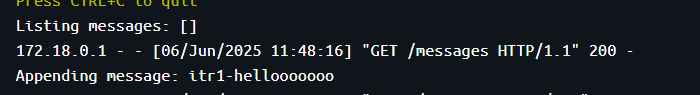 Press CTRL+C to quit
Listing messages: []
172.18.0.1 - - [06/Jun/2025 11:48:16] "GET /messages HTTP/1.1" 200 -
Appending message: itr1-hellooooooo